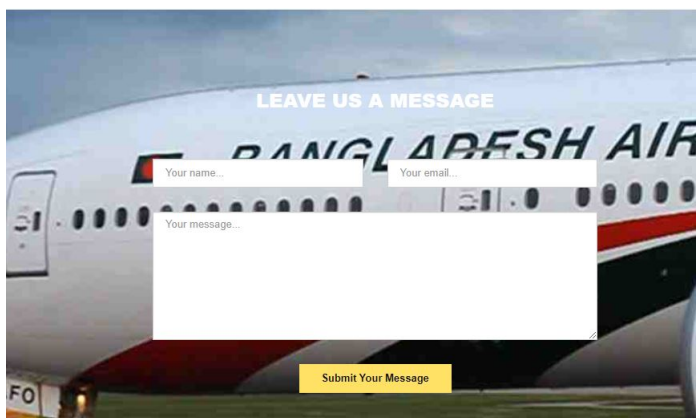 LEAVE US A MESSAGE
BANGLADESH AIR
Your name...
Your email...
Your message...
Submit Your Message
FO